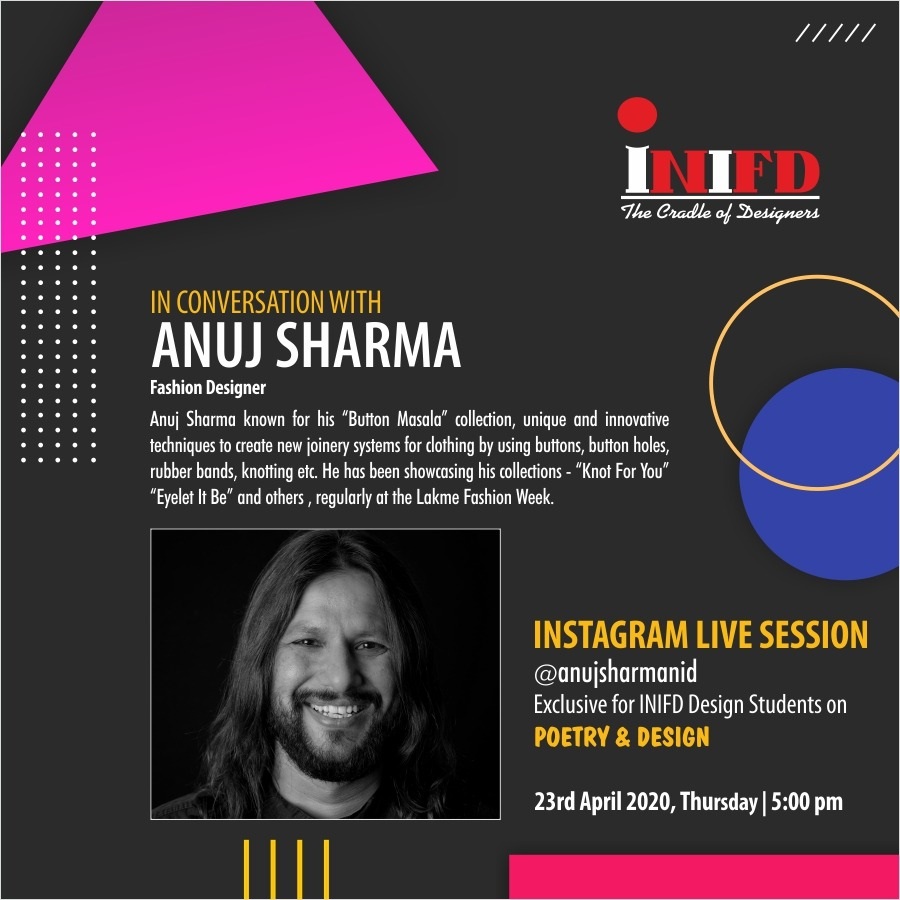 INIFD
The Cradle of Designers
IN CONVERSATION WITH
ANUJ SHARMA
Fashion Designer
Anuj Sharma known for his “Button Masala” collection, unique and innovative
techniques to create new joinery systems for clothing by using buttons, button holes,
rubber bands, knotting etc. He has been showcasing his collections - “Knot For You”
“Eyelet It Be” and others , regularly at the Lakme Fashion Week.
INSTAGRAM LIVE SESSION
@anujsharmanid
Exclusive for INIFD Design Students on
POETRY & DESIGN
23rd April 2020, Thursday | 5:00 pm